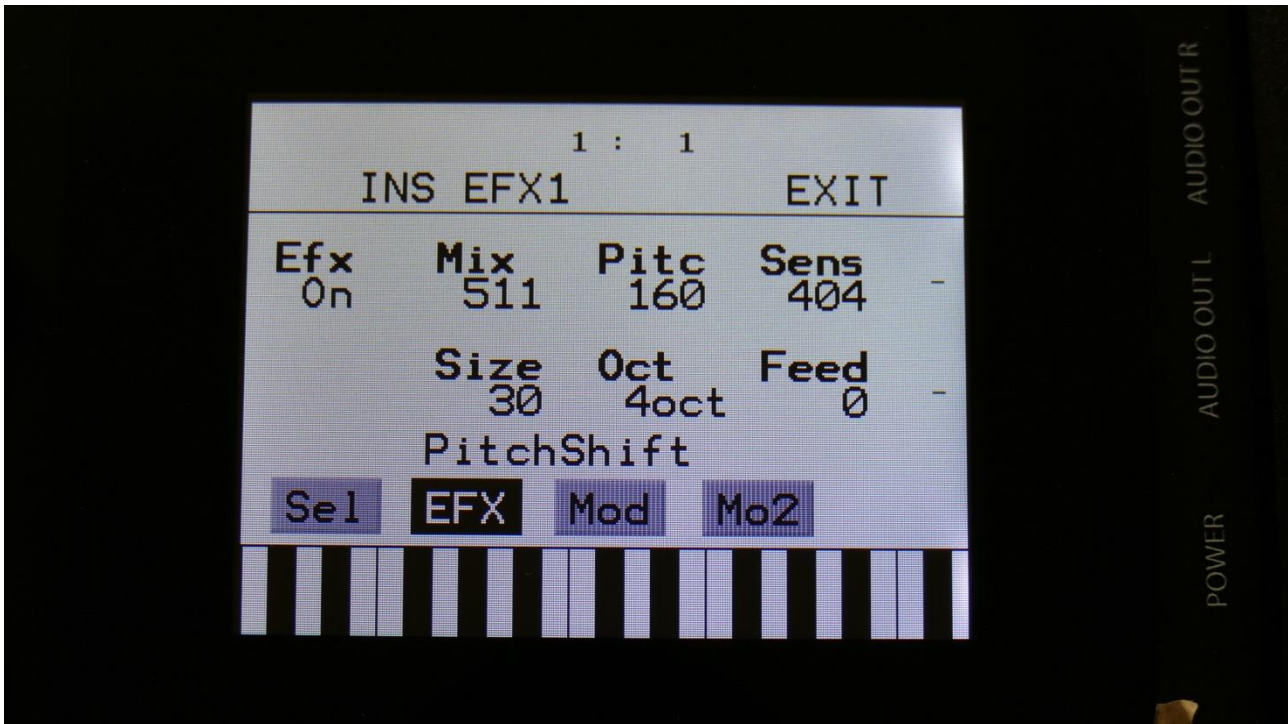 1 : 1
INS EFX1 EXIT
Efx Mix Pitc Sens
On 511 160 404 -
Size Oct Feed
30 4oct 0 -
PitchShift
Sel EFX Mod Mo2
AUDIO OUT R
AUDIO OUT L
POWER